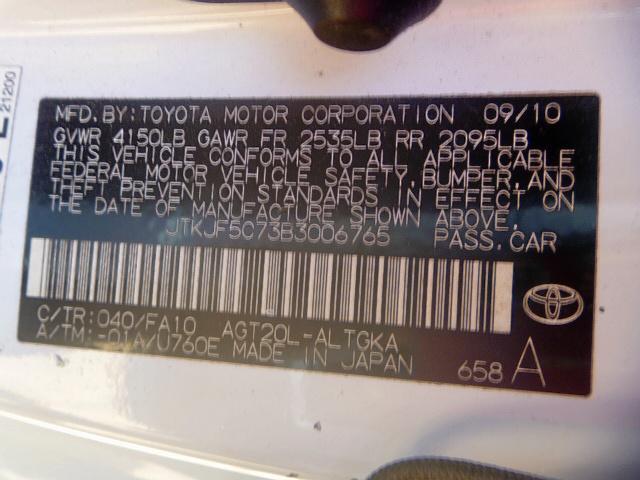 21200
MFD.BY:TOYOTA MOTOR CORPORATION 09/10
GVWR 4150LB GAWR FR 2535LB RR 2095LB
THIS VEHICLE CONFORMS TO ALL APPLICABLE
FEDERAL MOTOR VEHICLE SAFETY,BUMPER,AND
THEFT PREVENTION STANDARDS IN EFFECT ON
THE DATE OF MANUFACTURE SHOWN ABOVE.
JTKJF5C73B3006765 PASS.CAR
C/TR:040/FA10 AGT20L-ALTGKA
A/TM:-01A/U760E MADE IN JAPAN
658 A